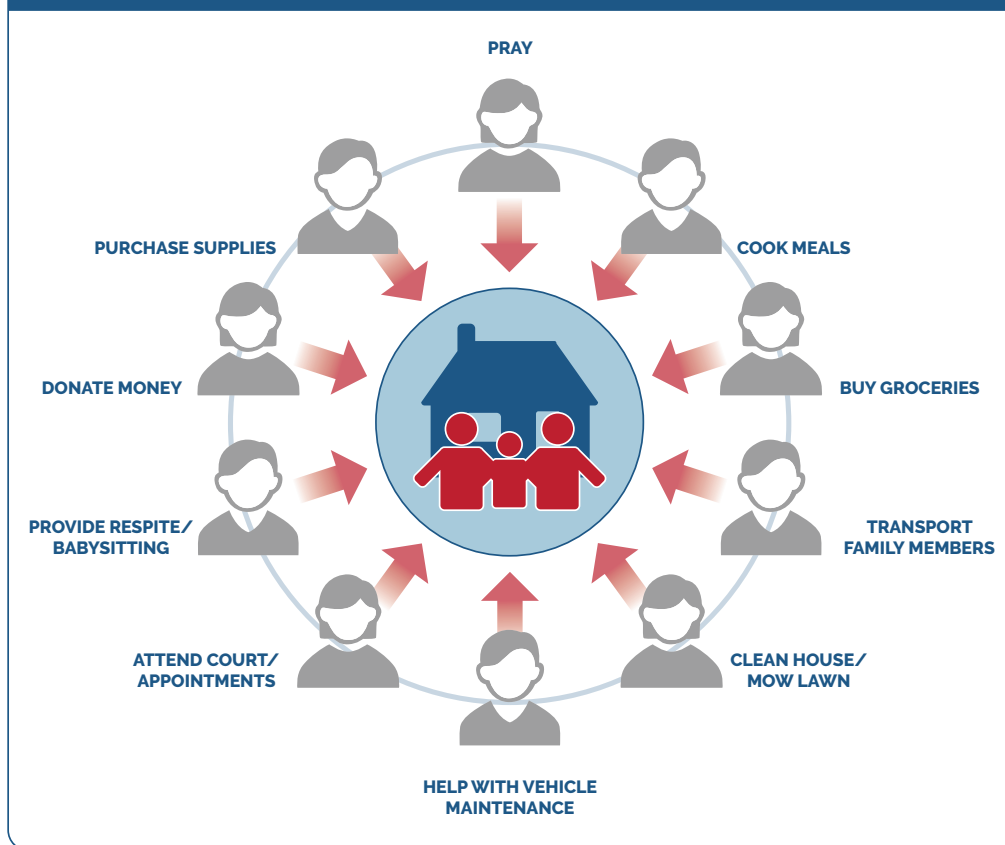 PRAY
PURCHASE SUPPLIES
COOK MEALS
DONATE MONEY
BUY GROCERIES
PROVIDE RESPITE/
BABYSITTING
TRANSPORT
FAMILY MEMBERS
ATTEND COURT/
APPOINTMENTS
CLEAN HOUSE/
MOW LAWN
HELP WITH VEHICLE
MAINTENANCE